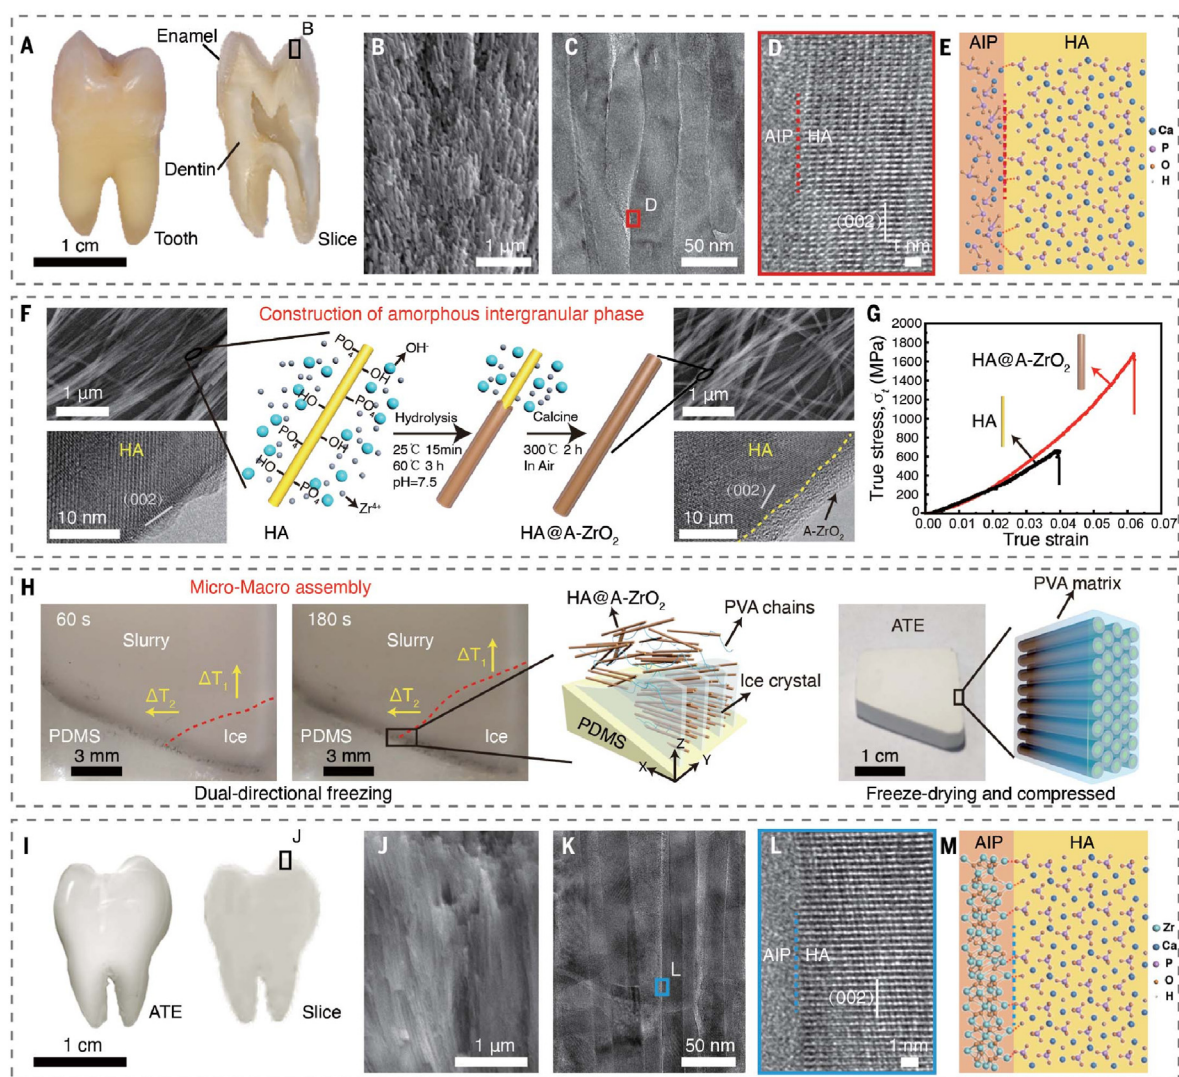 A
Enamel
B
Dentin
1 cm
Tooth
Slice
B
1 μm
C
D
50 nm
D
AIP
HA
(002)
1 nm
E
AIP
HA
Ca
P
O
H
F
Construction of amorphous intergranular phase
1 μm
HA
(002)
10 nm
PO4
OH
HO
PO4
PO4
OH
HO
PO4
OH-
Zr4+
HA
Hydrolysis
25℃ 15min
60℃ 3 h
pH=7.5
Calcine
300℃ 2 h
In Air
HA@A-ZrO2
1 μm
HA
(002)
10 μm
A-ZrO2
G
True stress, σt (MPa)
2000
1800
1600
1400
1200
1000
800
600
400
200
0
HA@A-ZrO2
HA
0.00
0.01
0.02
0.03
0.04
0.05
0.06
0.07
True strain
H
Micro-Macro assembly
60 s
Slurry
ΔT1
ΔT2
PDMS
Ice
3 mm
180 s
Slurry
ΔT1
ΔT2
PDMS
Ice
3 mm
Dual-directional freezing
HA@A-ZrO2
PVA chains
Ice crystal
PDMS
X
Z
Y
ATE
1 cm
PVA matrix
Freeze-drying and compressed
I
J
ATE
Slice
1 cm
J
1 μm
K
L
50 nm
L
AIP
HA
(002)
1 nm
M
AIP
HA
Zr
Ca
P
O
H